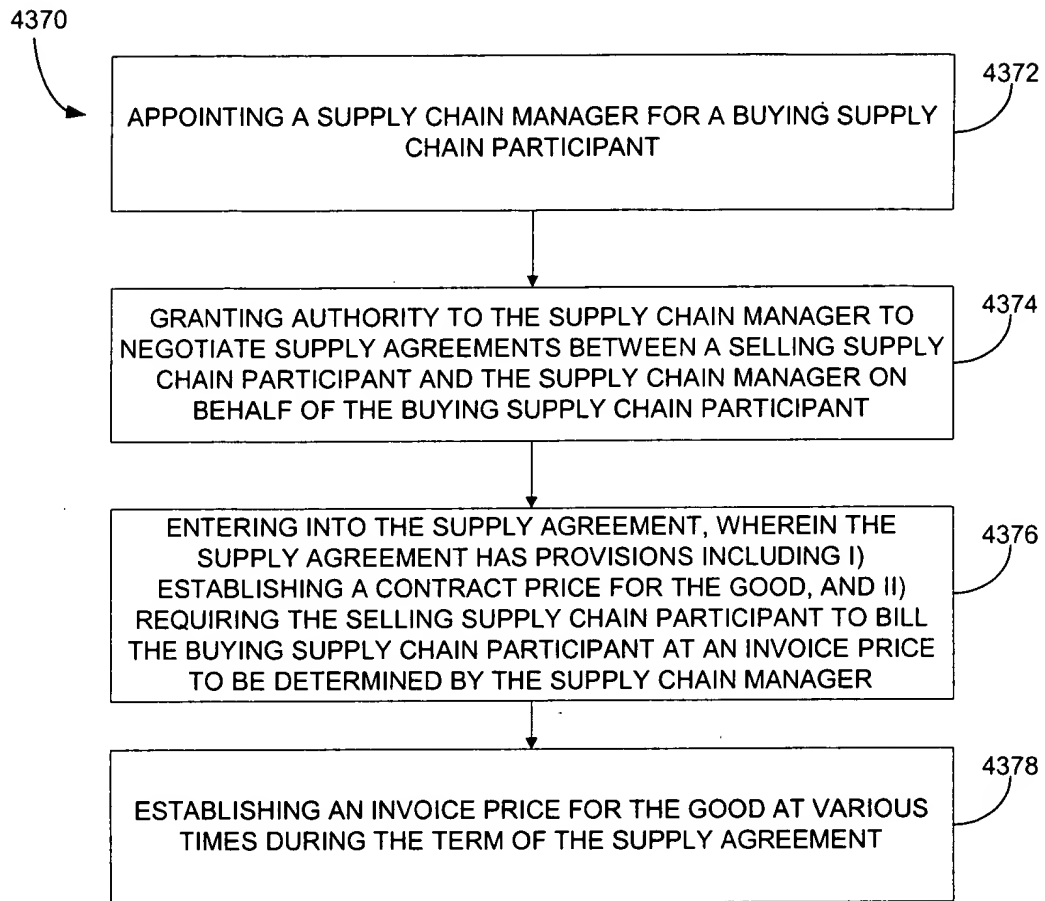 4370
4372
APPOINTING A SUPPLY CHAIN MANAGER FOR A BUYING SUPPLY
CHAIN PARTICIPANT
4374
GRANTING AUTHORITY TO THE SUPPLY CHAIN MANAGER TO
NEGOTIATE SUPPLY AGREEMENTS BETWEEN A SELLING SUPPLY
CHAIN PARTICIPANT AND THE SUPPLY CHAIN MANAGER ON
BEHALF OF THE BUYING SUPPLY CHAIN PARTICIPANT
4376
ENTERING INTO THE SUPPLY AGREEMENT, WHEREIN THE
SUPPLY AGREEMENT HAS PROVISIONS INCLUDING I)
ESTABLISHING A CONTRACT PRICE FOR THE GOOD, AND II)
REQUIRING THE SELLING SUPPLY CHAIN PARTICIPANT TO BILL
THE BUYING SUPPLY CHAIN PARTICIPANT AT AN INVOICE PRICE
TO BE DETERMINED BY THE SUPPLY CHAIN MANAGER
4378
ESTABLISHING AN INVOICE PRICE FOR THE GOOD AT VARIOUS
TIMES DURING THE TERM OF THE SUPPLY AGREEMENT